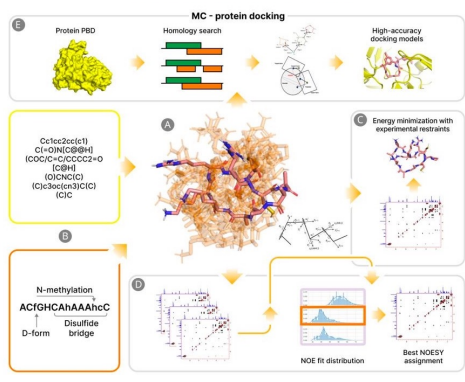 E
MC - protein docking
Protein PBD
Homology search
High-accuracy
docking models
Cc1cc2cc(c1)
C(=O)N[C@@H]
(COC/C=C/CCCC2=O
[C@H]
(O)CNC(C)
(C)c3oc(cn3)C(C)
(C)C
A
C
Energy minimization with
experimental restraints
B
N-methylation
ACfGHCAhAAAhcC
D-form
Disulfide
bridge
D
NOE fit distribution
Best NOESY
assignment